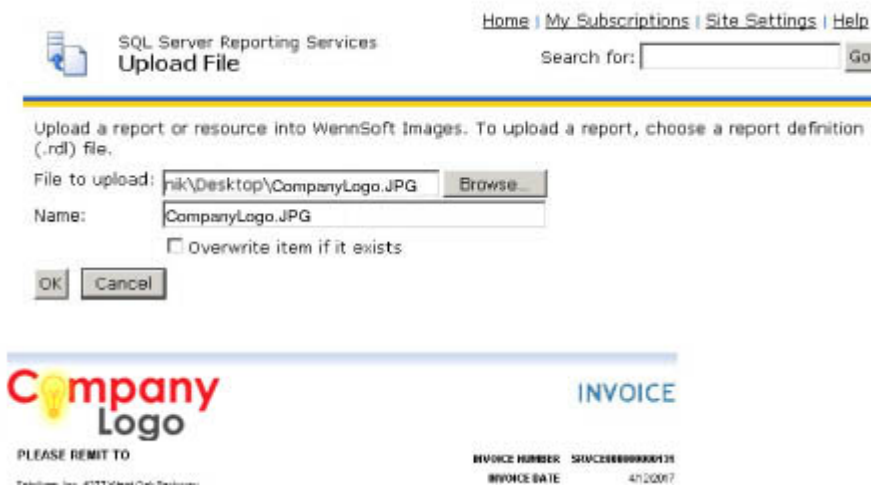 Home | My Subscriptions | Site Settings | Help
SQL Server Reporting Services
Upload File
Search for:
Go
Upload a report or resource into WennSoft Images. To upload a report, choose a report definition
(.rdl) file.
File to upload: nik\Desktop\CompanyLogo.JPG Browse...
Name: CompanyLogo.JPG
Overwrite item if it exists
OK Cancel
Company
Logo
INVOICE
PLEASE REMIT TO
INVOICE NUMBER
INVOICE DATE 4/12/2017